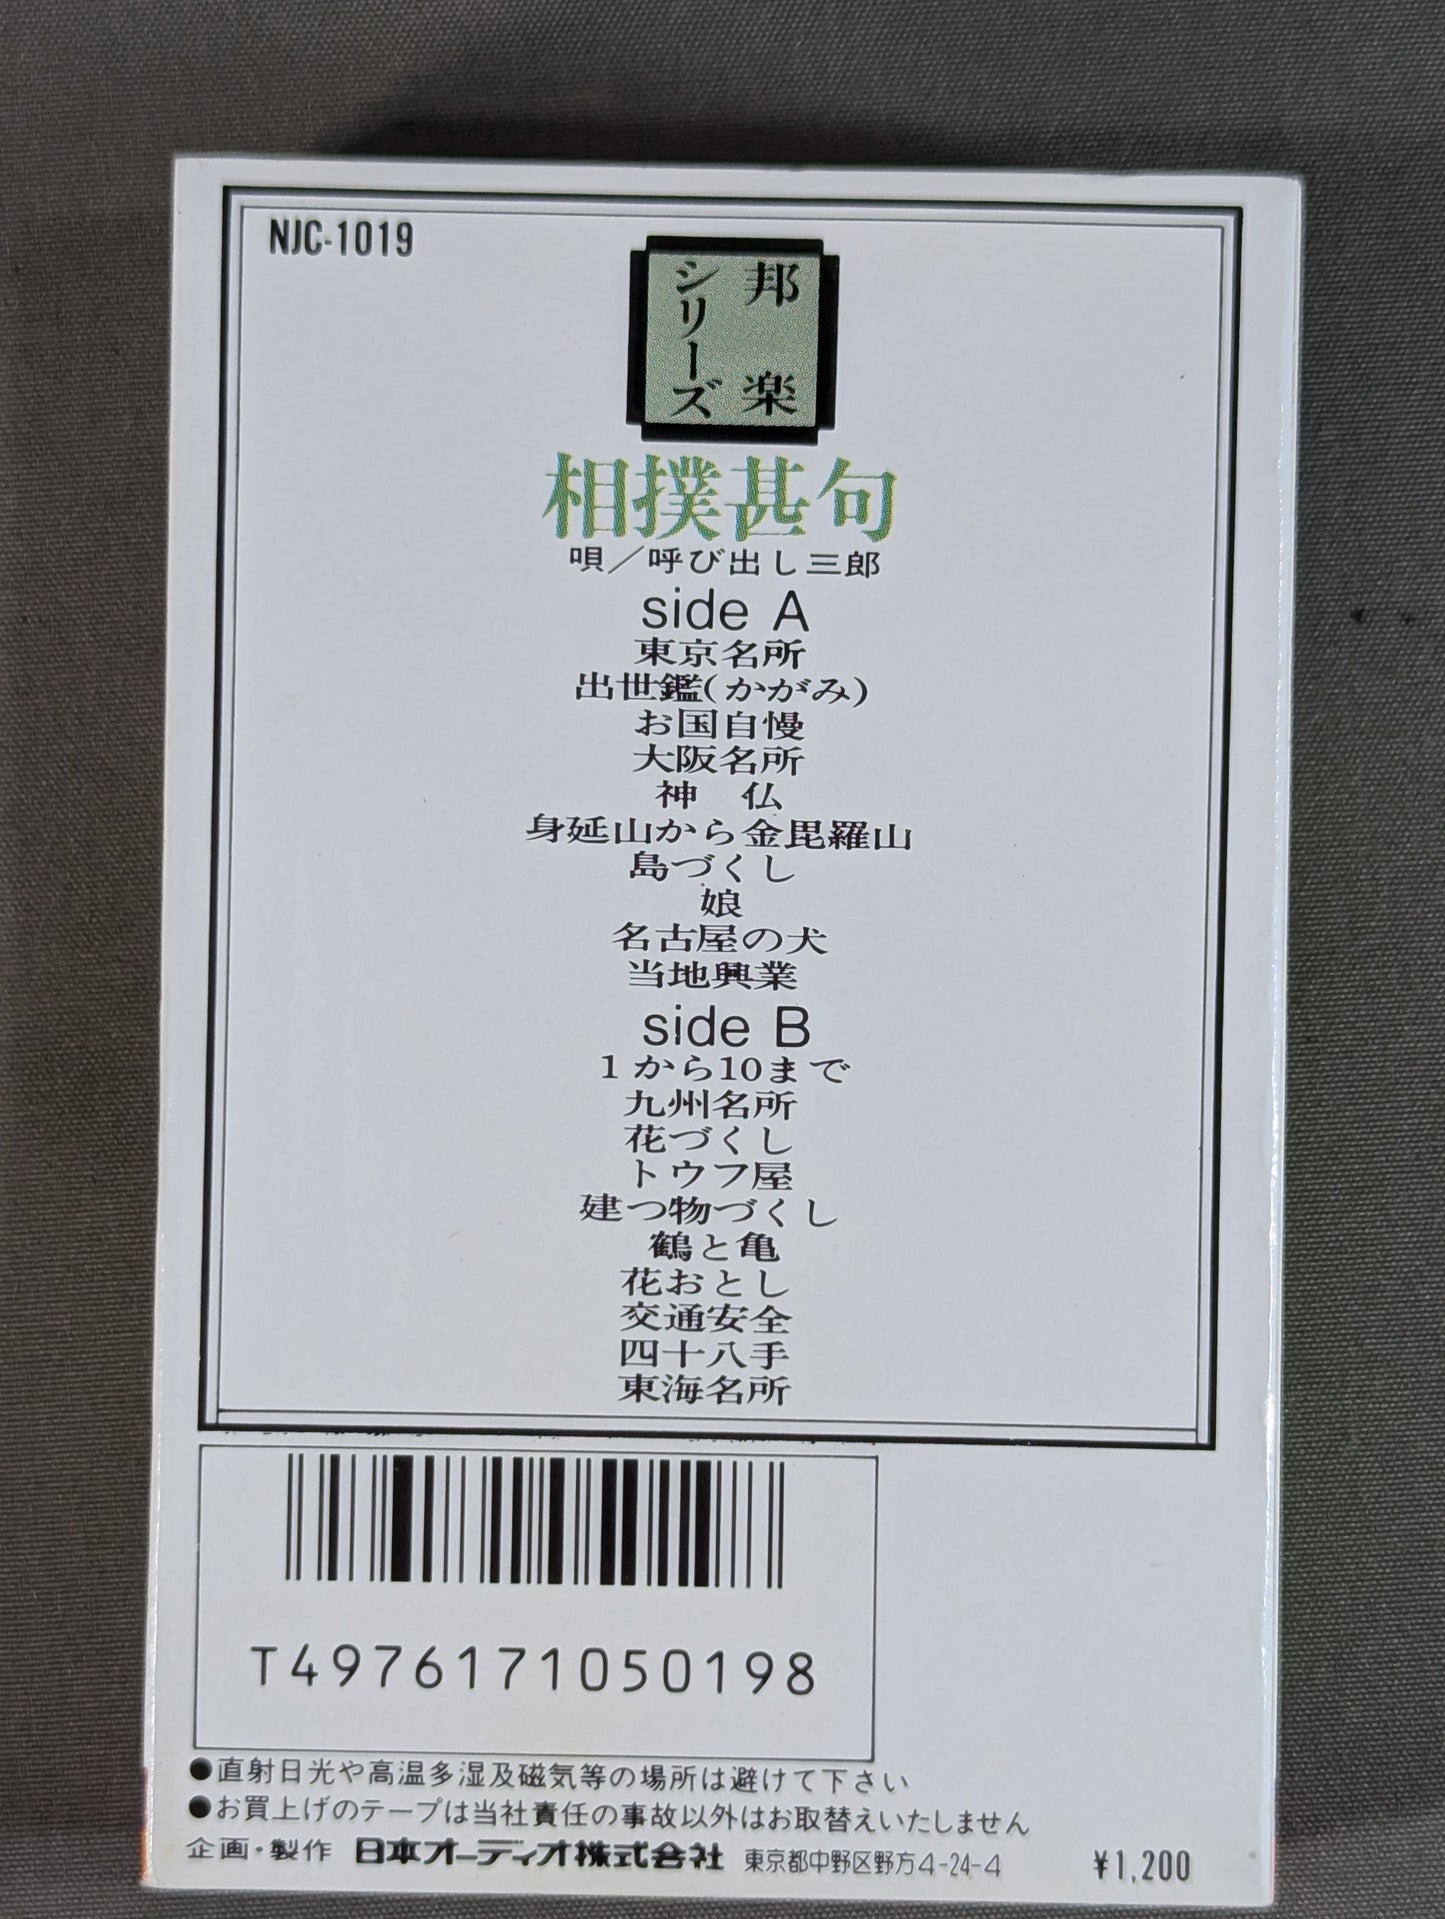 NJC-1019
邦楽
シリーズ
相撲甚句
唄／呼び出し三郎
side A
東京名所
出世鑑(かがみ)
お国自慢
大阪名所
神　仏
身延山から金毘羅山
島づくし
娘
名古屋の犬
当地興業
side B
1から10まで
九州名所
花づくし
トウフ屋
建つ物づくし
鶴と亀
花おとし
交通安全
四十八手
東海名所
T4976171050198
●直射日光や高温多湿及磁気等の場所は避けて下さい
●お買上げのテープは当社責任の事故以外はお取替えいたしません
企画・製作 日本オーディオ株式会社 東京都中野区野方4-24-4 ¥1,200